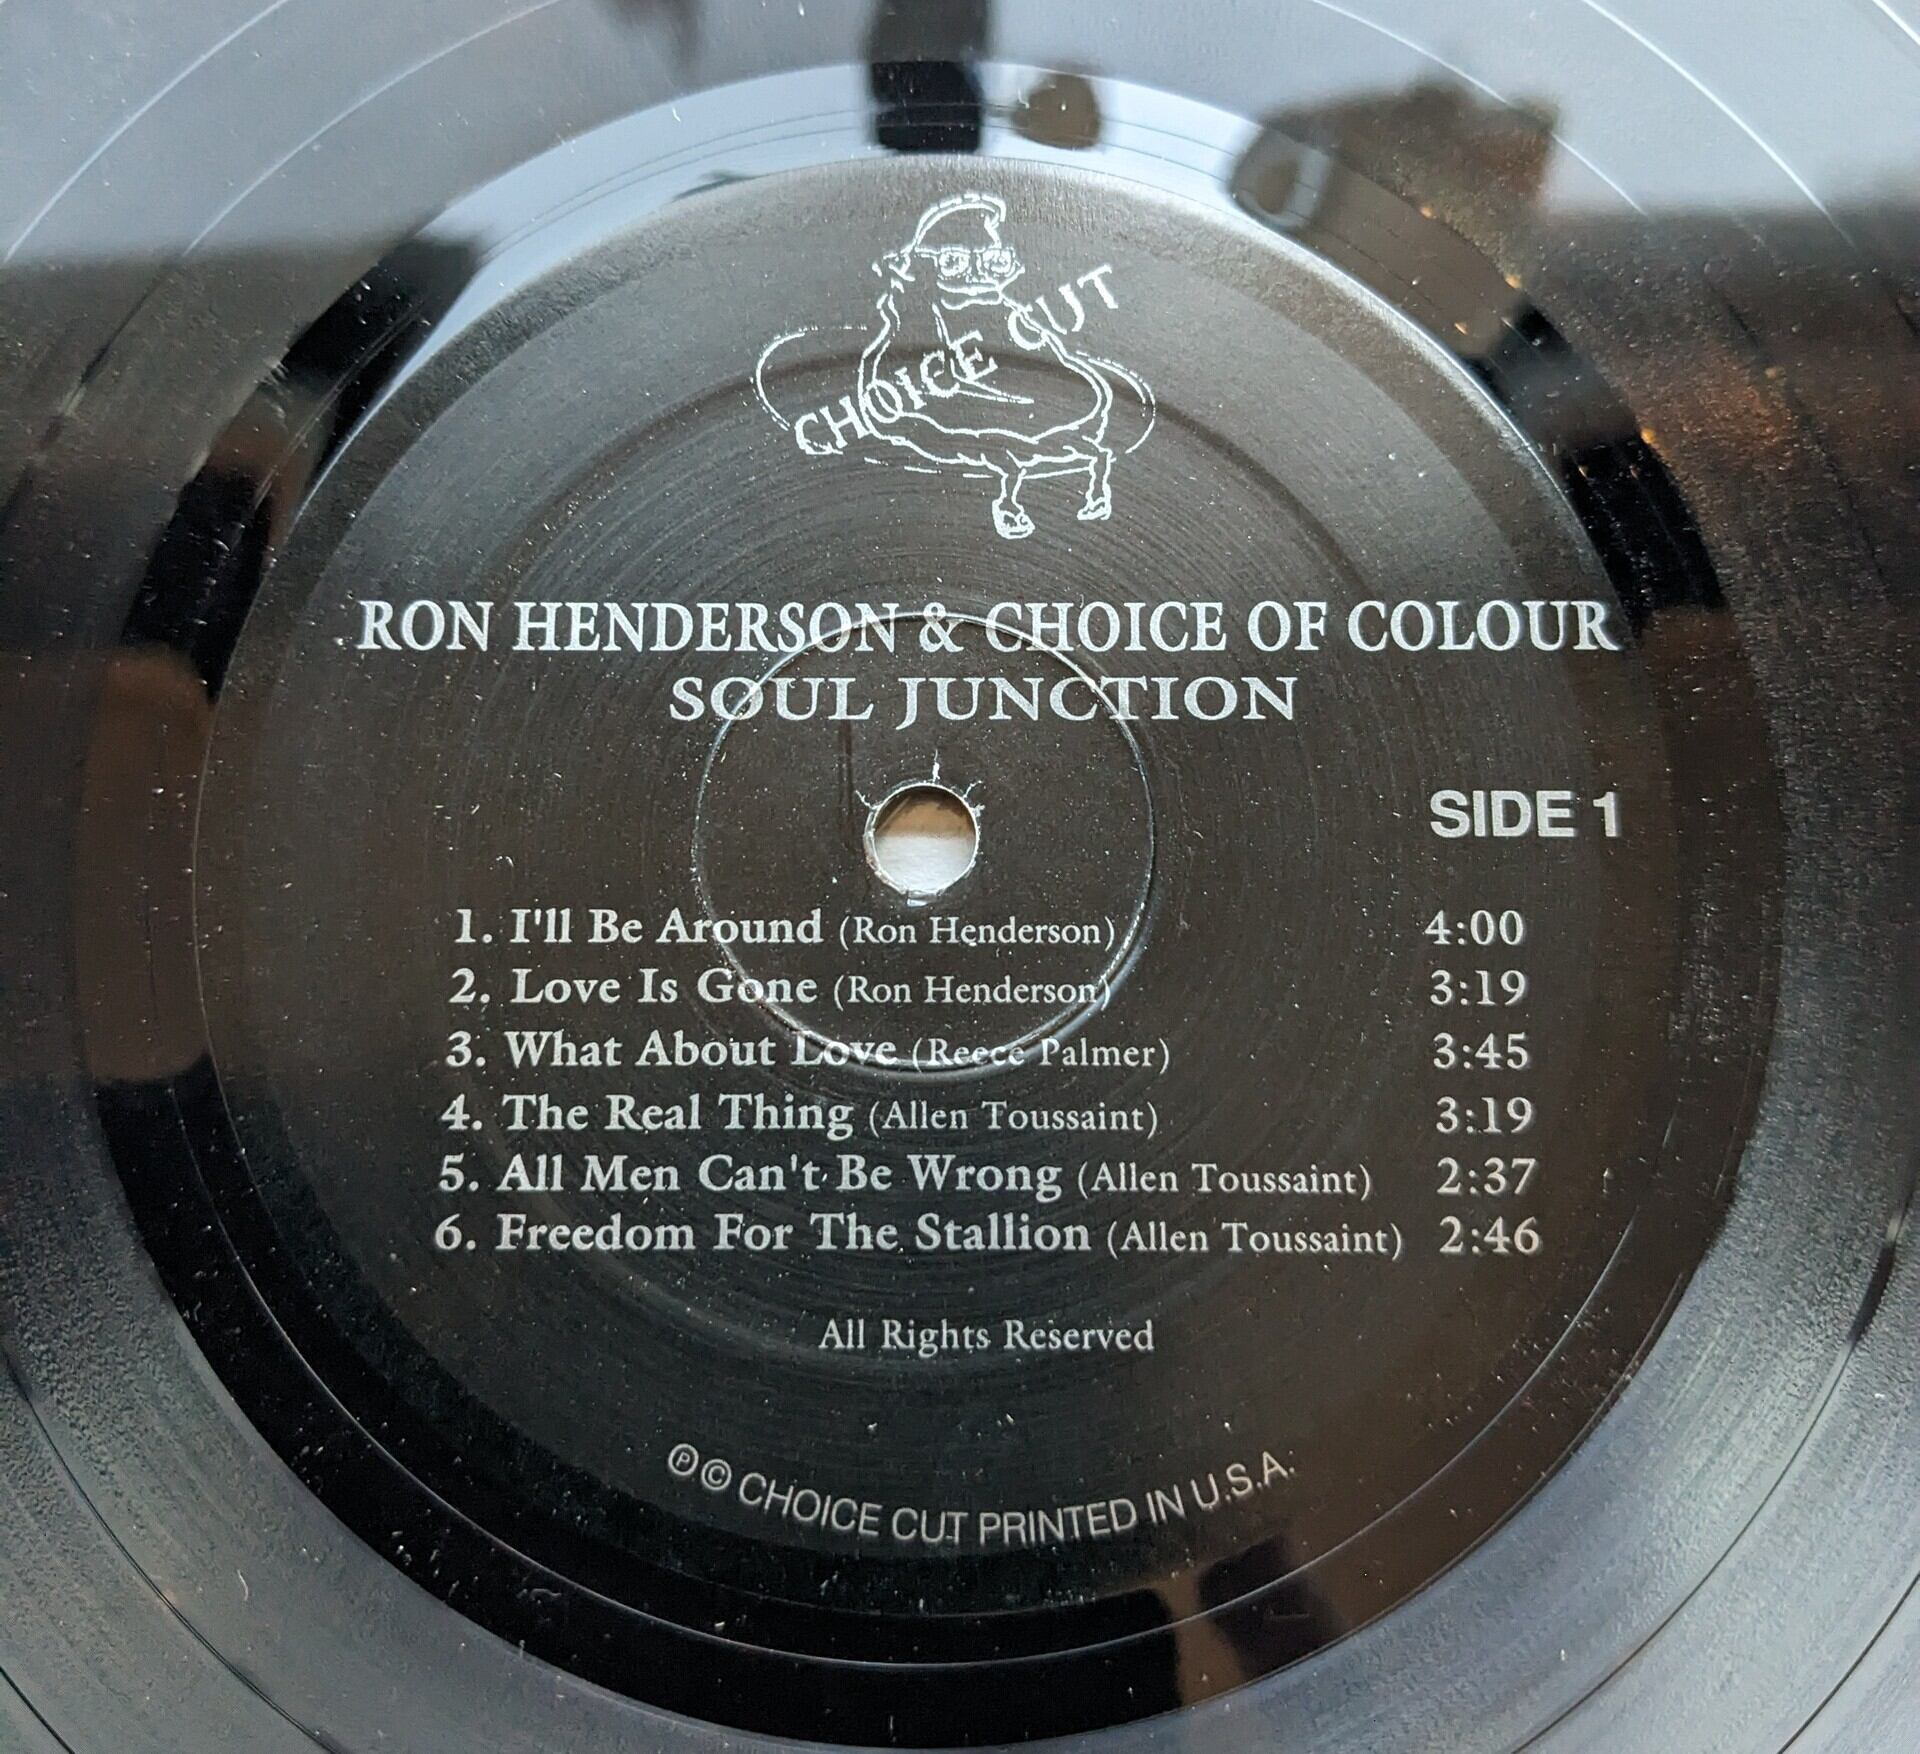 CHOICE CUT
RON HENDERSON & CHOICE OF COLOUR
SOUL JUNCTION
SIDE 1
1. I'll Be Around (Ron Henderson) 4:00
2. Love Is Gone (Ron Henderson) 3:19
3. What About Love (Reece Palmer) 3:45
4. The Real Thing (Allen Toussaint) 3:19
5. All Men Can't Be Wrong (Allen Toussaint) 2:37
6. Freedom For The Stallion (Allen Toussaint) 2:46
All Rights Reserved
℗ © CHOICE CUT PRINTED IN U.S.A.